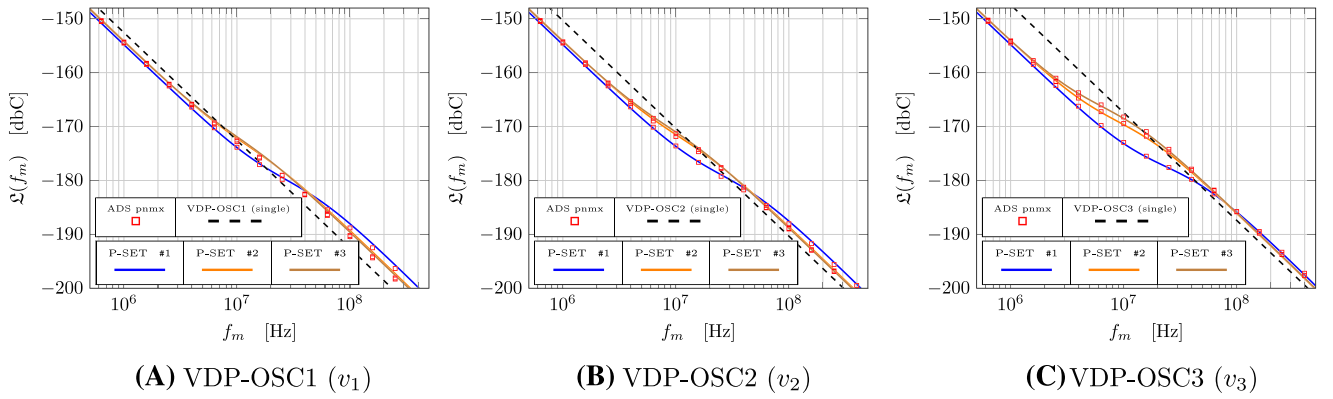 −150
−160
−170
−180
−190
−200
𝔏(f_m) [dbC]
ADS pnmx
VDP-OSC1 (single)
P-SET #1
P-SET #2
P-SET #3
10^6
10^7
10^8
f_m [Hz]
(A) VDP-OSC1 (v_1)
−150
−160
−170
−180
−190
−200
𝔏(f_m) [dbC]
ADS pnmx
VDP-OSC2 (single)
P-SET #1
P-SET #2
P-SET #3
10^6
10^7
10^8
f_m [Hz]
(B) VDP-OSC2 (v_2)
−150
−160
−170
−180
−190
−200
𝔏(f_m) [dbC]
ADS pnmx
VDP-OSC3 (single)
P-SET #1
P-SET #2
P-SET #3
10^6
10^7
10^8
f_m [Hz]
(C) VDP-OSC3 (v_3)